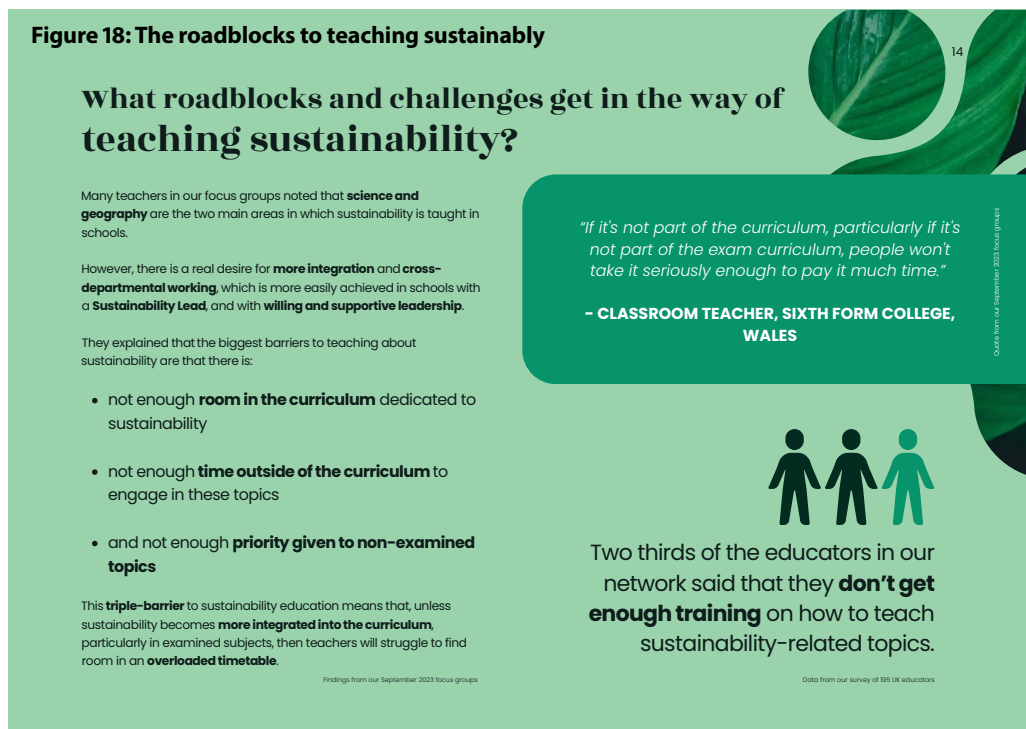 Figure 18: The roadblocks to teaching sustainably
14
What roadblocks and challenges get in the way of
teaching sustainability?
Many teachers in our focus groups noted that science and
geography are the two main areas in which sustainability is taught in
schools.
However, there is a real desire for more integration and cross-
departmental working, which is more easily achieved in schools with
a Sustainability Lead, and with willing and supportive leadership.
They explained that the biggest barriers to teaching about
sustainability are that there is:
• not enough room in the curriculum dedicated to
sustainability
• not enough time outside of the curriculum to
engage in these topics
• and not enough priority given to non-examined
topics
This triple-barrier to sustainability education means that, unless
sustainability becomes more integrated into the curriculum,
particularly in examined subjects, then teachers will struggle to find
room in an overloaded timetable.
Findings from our September 2023 focus groups
“If it's not part of the curriculum, particularly if it's
not part of the exam curriculum, people won't
take it seriously enough to pay it much time.”
- CLASSROOM TEACHER, SIXTH FORM COLLEGE,
WALES
Quote from our September 2023 focus groups
Two thirds of the educators in our
network said that they don’t get
enough training on how to teach
sustainability-related topics.
Data from our survey of 195 UK educators